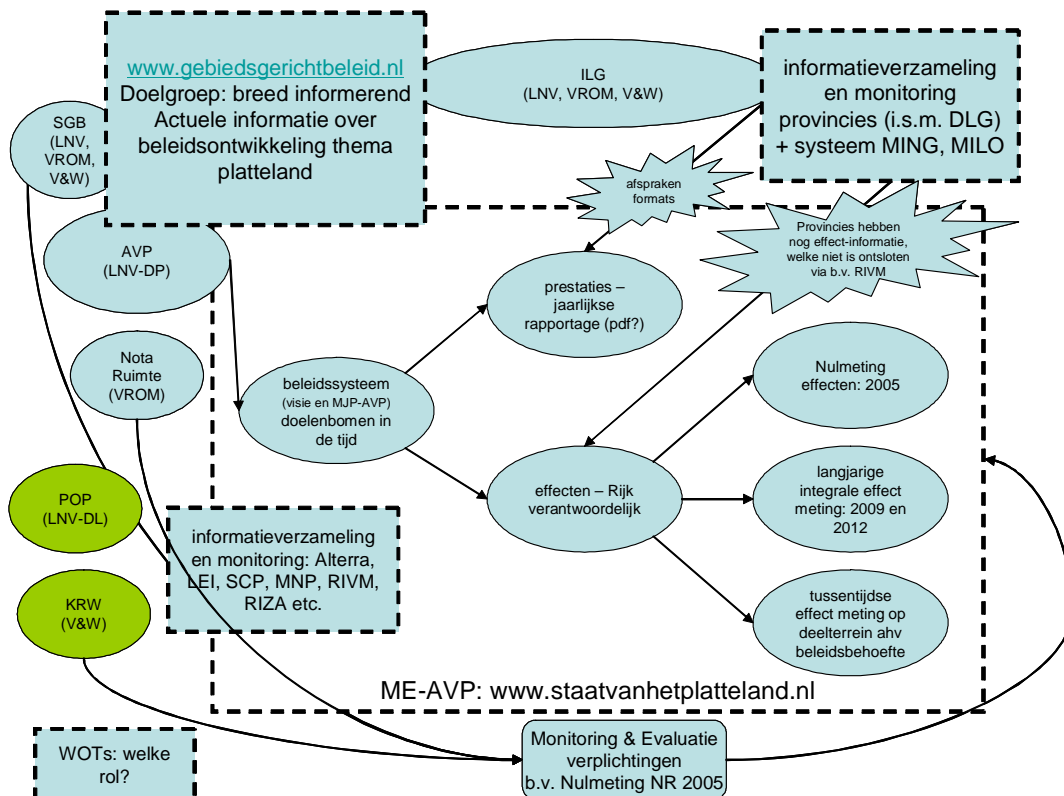 www.gebiedsgerichtbeleid.nl
Doelgroep: breed informerend
Actuele informatie over
beleidsontwikkeling thema
platteland
ILG
(LNV, VROM, V&W)
informatieverzameling
en monitoring
provincies (i.s.m. DLG)
+ systeem MING, MILO
SGB
(LNV,
VROM,
V&W)
afspraken
formats
Provincies hebben
nog effect-informatie,
welke niet is ontsloten
via b.v. RIVM
AVP
(LNV-DP)
prestaties –
jaarlijkse
rapportage (pdf?)
Nota
Ruimte
(VROM)
beleidssysteem
(visie en MJP-AVP)
doelenbomen in
de tijd
Nulmeting
effecten: 2005
POP
(LNV-DL)
effecten – Rijk
verantwoordelijk
langjarige
integrale effect
meting: 2009 en
2012
informatieverzameling
en monitoring: Alterra,
LEI, SCP, MNP, RIVM,
RIZA etc.
KRW
(V&W)
tussentijdse
effect meting op
deelterrein ahv
beleidsbehoefte
ME-AVP: www.staatvanhetplatteland.nl
WOTs: welke
rol?
Monitoring & Evaluatie
verplichtingen
b.v. Nulmeting NR 2005